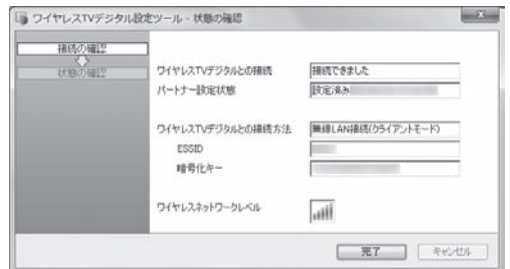 ワイヤレスTVデジタル設定ツール - 状態の確認
接続の確認
状態の確認
ワイヤレスTVデジタルとの接続 接続できました
パートナー設定状態 設定済み
ワイヤレスTVデジタルとの接続方法 無線LAN接続(クライアントモード)
ESSID
暗号化キー
ワイヤレスネットワークレベル
完了 キャンセル